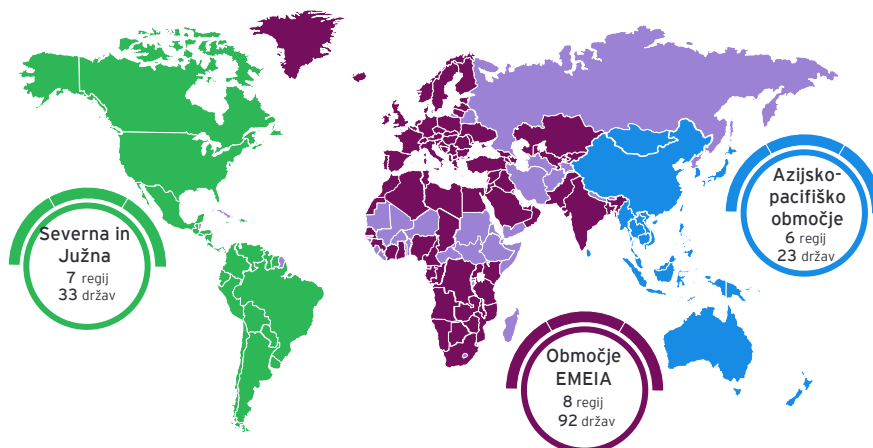 Severna in
Južna
7 regij
33 držav
Območje
EMEIA
8 regij
92 držav
Azijsko-
pacifiško
območje
6 regij
23 držav